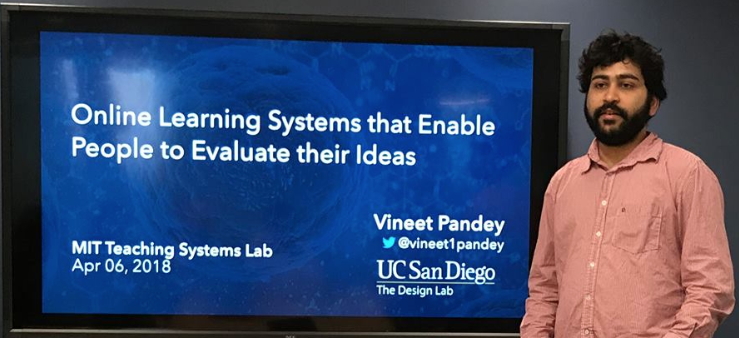 Online Learning Systems that Enable
People to Evaluate their Ideas
Vineet Pandey
@vineet1pandey
MIT Teaching Systems Lab
Apr 06, 2018
UC San Diego
The Design Lab